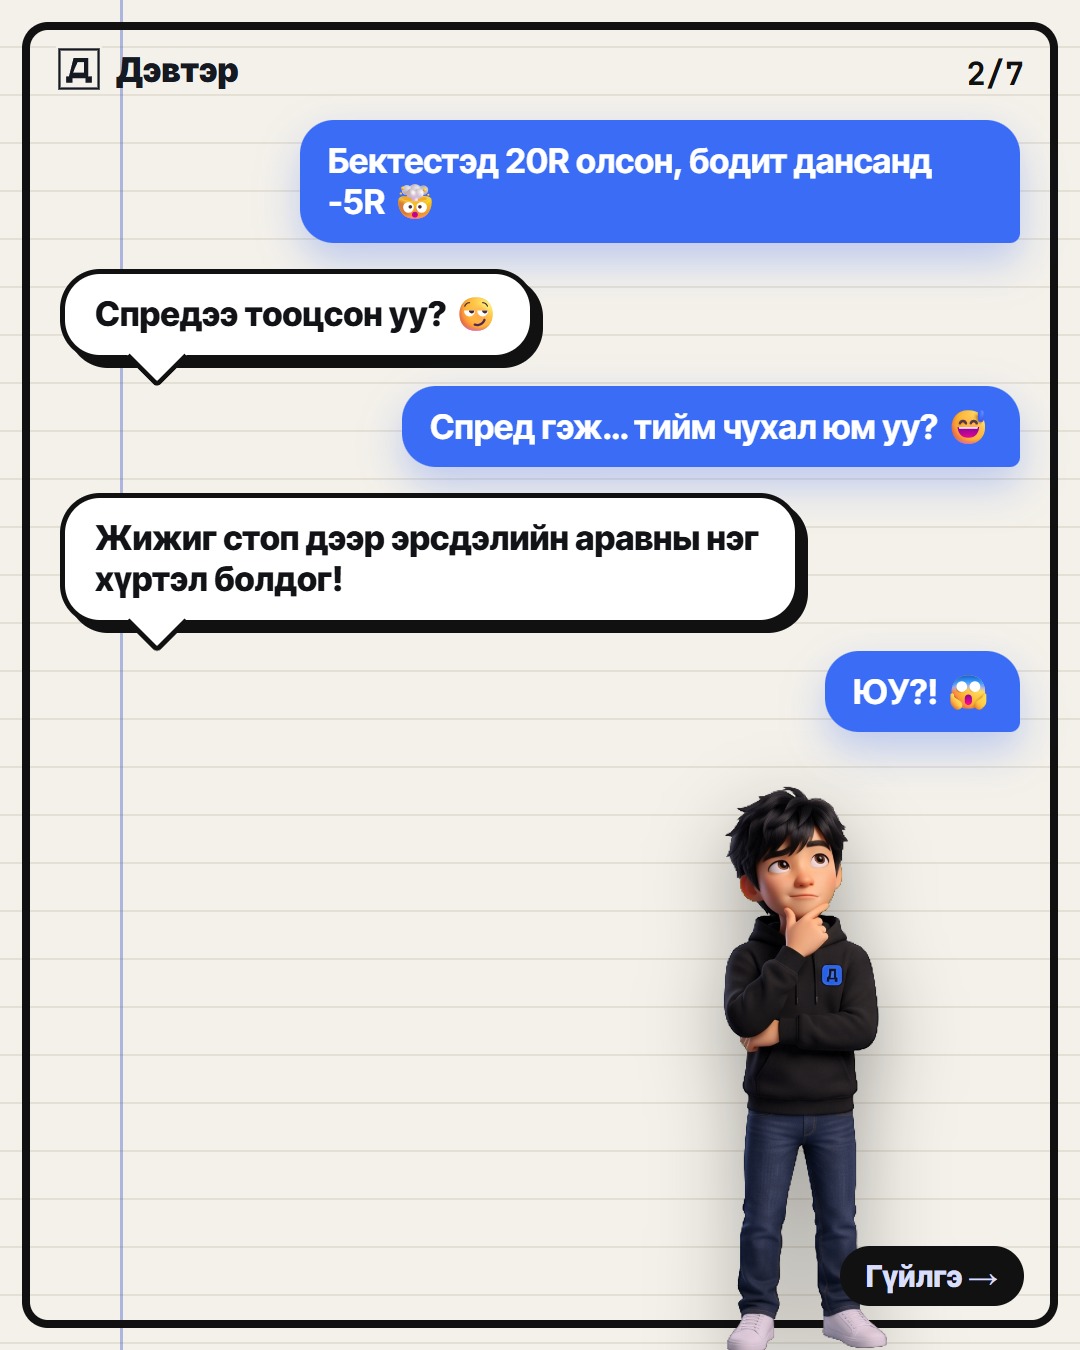 Д Дэвтэр
2/7
Бектестэд 20R олсон, бодит дансанд
-5R 🤯
Спредээ тооцсон уу? 😏
Спред гэж... тийм чухал юм уу? 😅
Жижиг стоп дээр эрсдэлийн аравны нэг
хүртэл болдог!
ЮУ?! 😱
Д
Гүйлгэ →